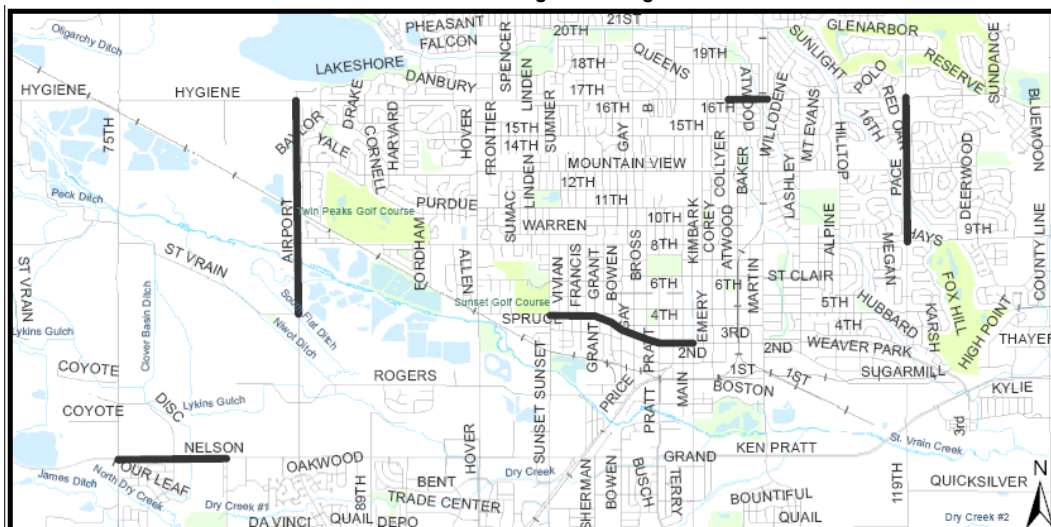 PHEASANT
21ST
Oligarchy Ditch
FALCON
20TH
GLENARBOR
LAKESHORE
SPENCER
QUEENS
19TH
SUNLIGHT
RESERVE
SUNDANCE
DANBURY
18TH
POLO
HYGIENE
HYGIENE
DRAKE
LINDEN
17TH
ATWOOD
RED OAK
16TH
B
16TH
WILLODENE
MT EVANS
16TH
BLUEMOON
75TH
BAYLOR
YALE
CORNELL
HARVARD
HOVER
FRONTIER
15TH
14TH
SUMNER
GAY
15TH
COLLYER
BAKER
HILLTOP
MOUNTAIN VIEW
LINDEN
12TH
LASHLEY
PACE
DEERWOOD
Peck Ditch
Twin Peaks Golf Course
PURDUE
SUMAC
11TH
10TH
KIMBARK
COREY
ATWOOD
WARREN
9TH
AIRPORT
FORDHAM
ALLEN
8TH
BROSS
ALPINE
MEGAN
HAYS
COUNTY LINE
ST VRAIN
ST VRAIN
VIVIAN
FRANCIS
GRANT
BOWEN
6TH
6TH
MARTIN
ST CLAIR
FOX HILL
Clover Basin Ditch
South Flat Ditch
Niwot Ditch
Sunset Golf Course
SPRUCE
GAY
4TH
EMERY
3RD
5TH
4TH
HUBBARD
KARSH
HIGH POINT
Lykins Gulch
GRANT
PRATT
2ND
2ND
WEAVER PARK
THAYER
COYOTE
ROGERS
SUNSET
SUNSET
PRICE
1ST
1ST
SUGARMILL
BOSTON
KYLIE
COYOTE
DISC
Lykins Gulch
PRATT
MAIN
3rd
NELSON
HOVER
KEN PRATT
St. Vrain Creek
FOUR LEAF
OAKWOOD
Dry Creek
GRAND
119TH
N
James Ditch
North Dry Creek
88TH
BENT
SHERMAN
BOWEN
BUSCH
TERRY
QUICKSILVER
TRADE CENTER
BOUNTIFUL
Dry Creek #1
DA VINCI
QUAIL
DEPO
QUAIL
Dry Creek #2